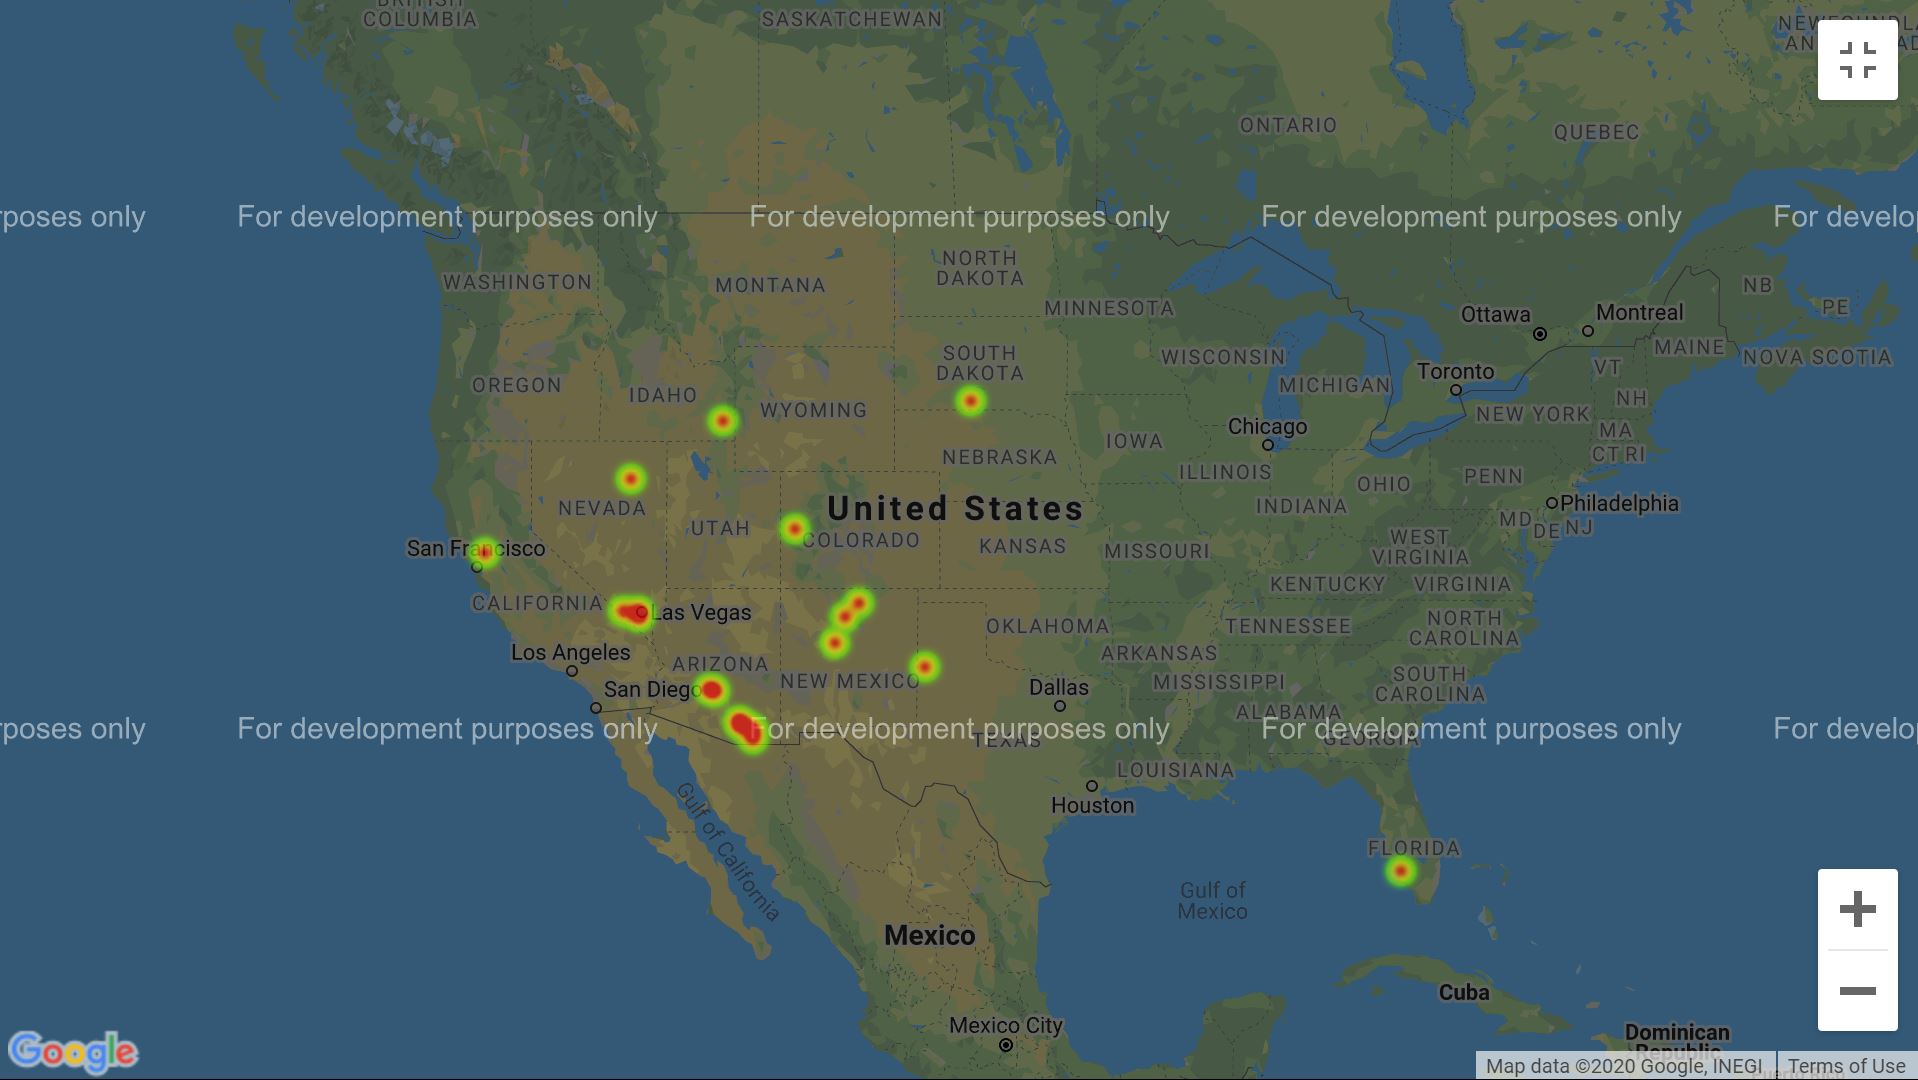 BRITISH
COLUMBIA
SASKATCHEWAN
ONTARIO
QUEBEC
rposes only
For development purposes only
For development purposes only
For development purposes only
For develop
WASHINGTON
MONTANA
NORTH
DAKOTA
MINNESOTA
NB
PE
Ottawa
Montreal
MAINE
NOVA SCOTIA
OREGON
IDAHO
WYOMING
SOUTH
DAKOTA
WISCONSIN
MICHIGAN
Toronto
VT
NH
NEW YORK
MA
CT RI
Chicago
IOWA
NEBRASKA
ILLINOIS
INDIANA
OHIO
PENN
Philadelphia
MD
DE
NJ
NEVADA
UTAH
United States
COLORADO
KANSAS
MISSOURI
WEST
VIRGINIA
KENTUCKY
VIRGINIA
San Francisco
CALIFORNIA
Las Vegas
OKLAHOMA
TENNESSEE
NORTH
CAROLINA
Los Angeles
ARIZONA
NEW MEXICO
ARKANSAS
MISSISSIPPI
SOUTH
CAROLINA
San Diego
Dallas
ALABAMA
GEORGIA
rposes only
For development purposes only
For development purposes only
For development purposes only
For develop
TEXAS
LOUISIANA
Houston
Gulf of California
FLORIDA
Gulf of
Mexico
Mexico
Cuba
Mexico City
Dominican
Republic
Google
Map data ©2020 Google, INEGI
Terms of Use